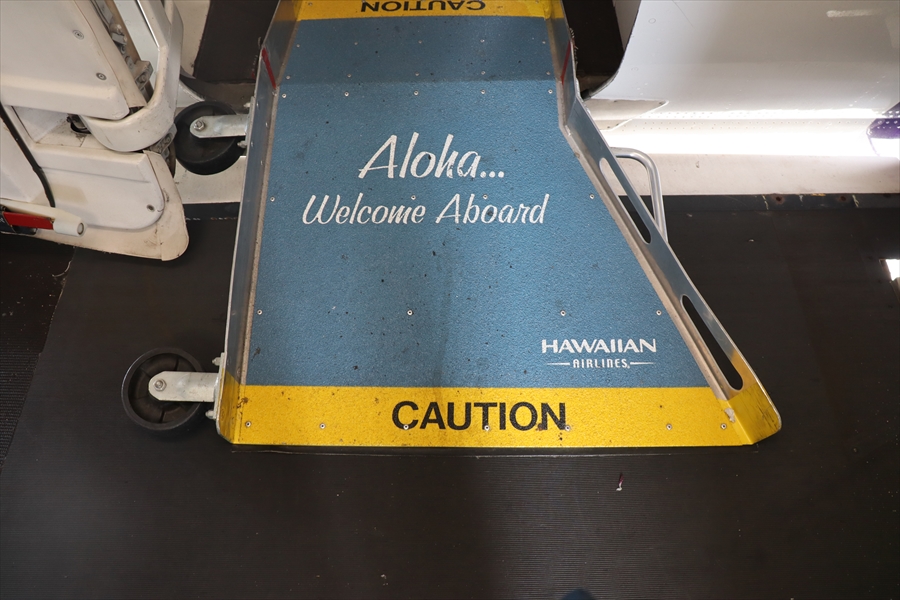 CAUTION
Aloha...
Welcome Aboard
HAWAIIAN
AIRLINES
CAUTION